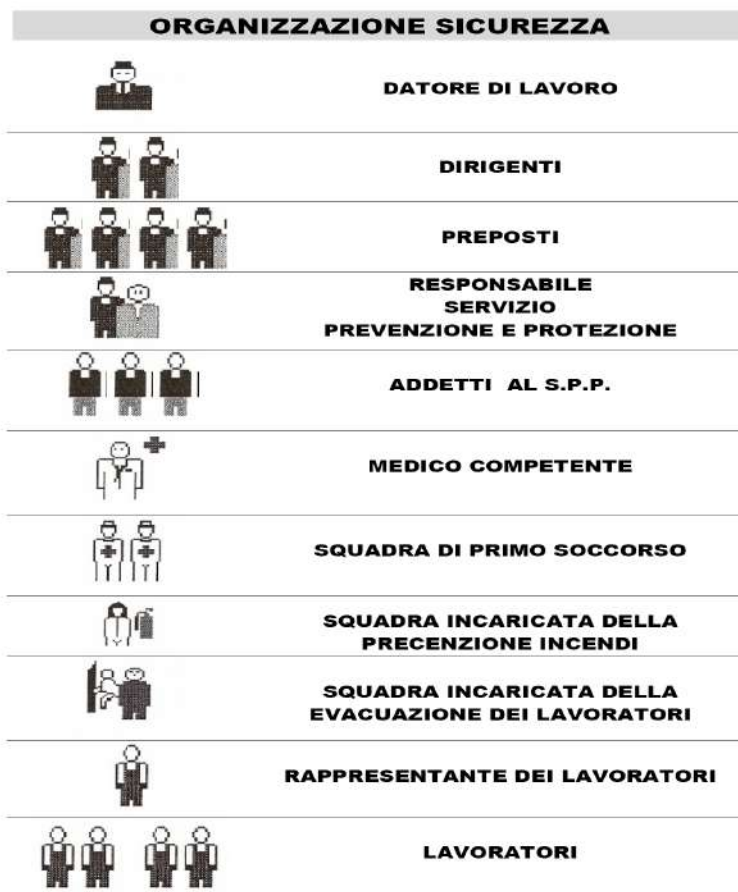 ORGANIZZAZIONE SICUREZZA
DATORE DI LAVORO
DIRIGENTI
PREPOSTI
RESPONSABILE
SERVIZIO
PREVENZIONE E PROTEZIONE
ADDETTI AL S.P.P.
MEDICO COMPETENTE
SQUADRA DI PRIMO SOCCORSO
SQUADRA INCARICATA DELLA
PRECENZIONE INCENDI
SQUADRA INCARICATA DELLA
EVACUAZIONE DEI LAVORATORI
RAPPRESENTANTE DEI LAVORATORI
LAVORATORI